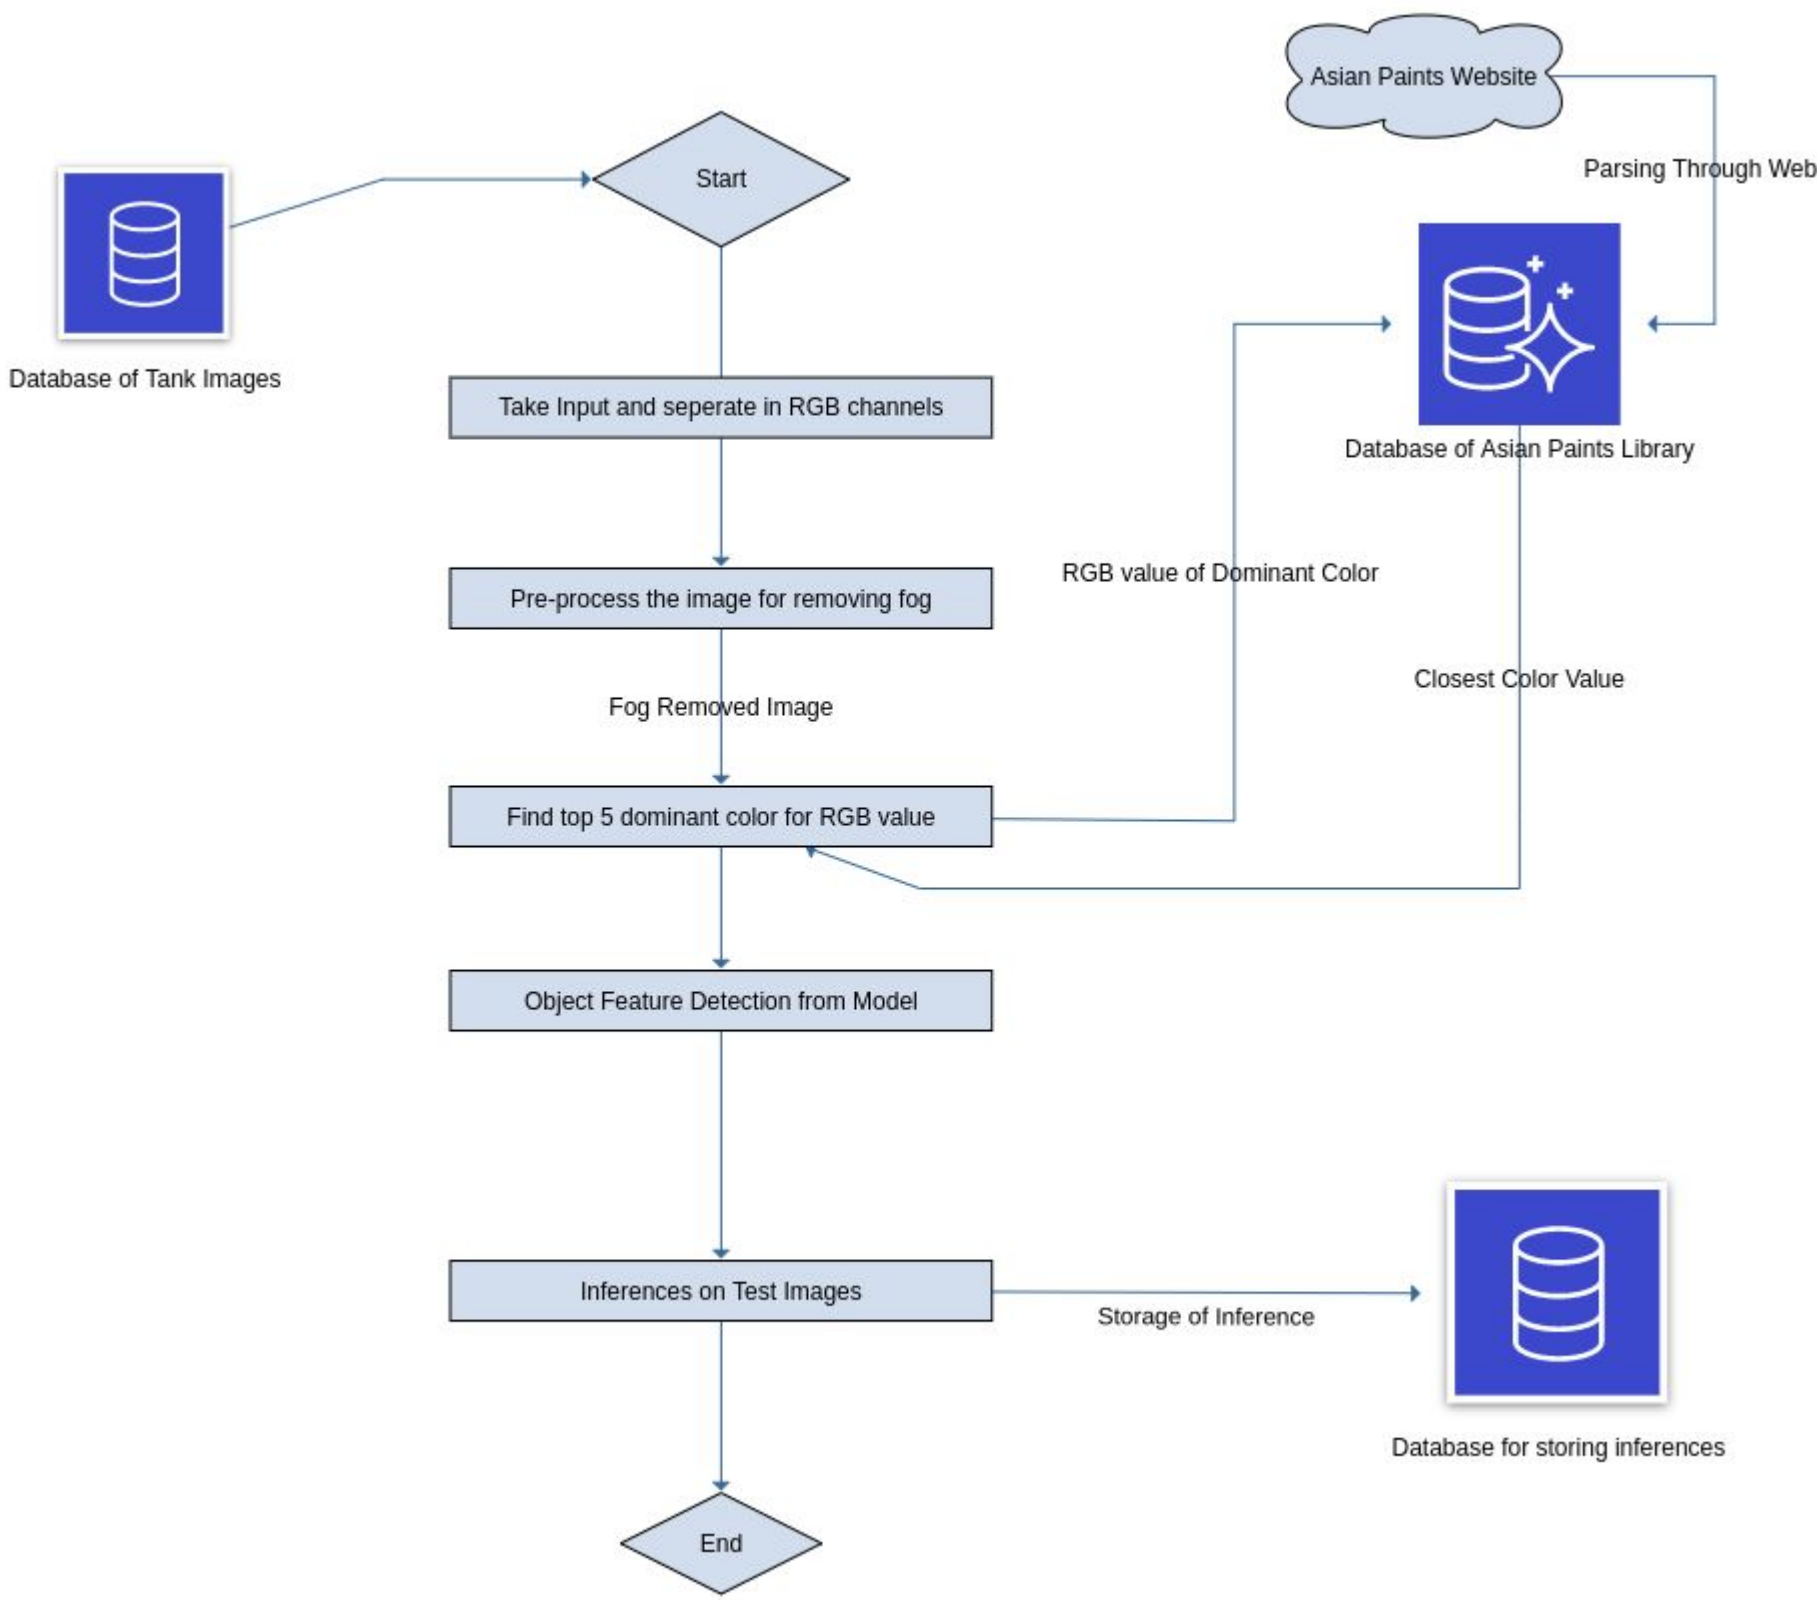 Asian Paints Website
Parsing Through Web
Start
Database of Tank Images
Take Input and seperate in RGB channels
Database of Asian Paints Library
RGB value of Dominant Color
Pre-process the image for removing fog
Closest Color Value
Fog Removed Image
Find top 5 dominant color for RGB value
Object Feature Detection from Model
Inferences on Test Images
Storage of Inference
Database for storing inferences
End